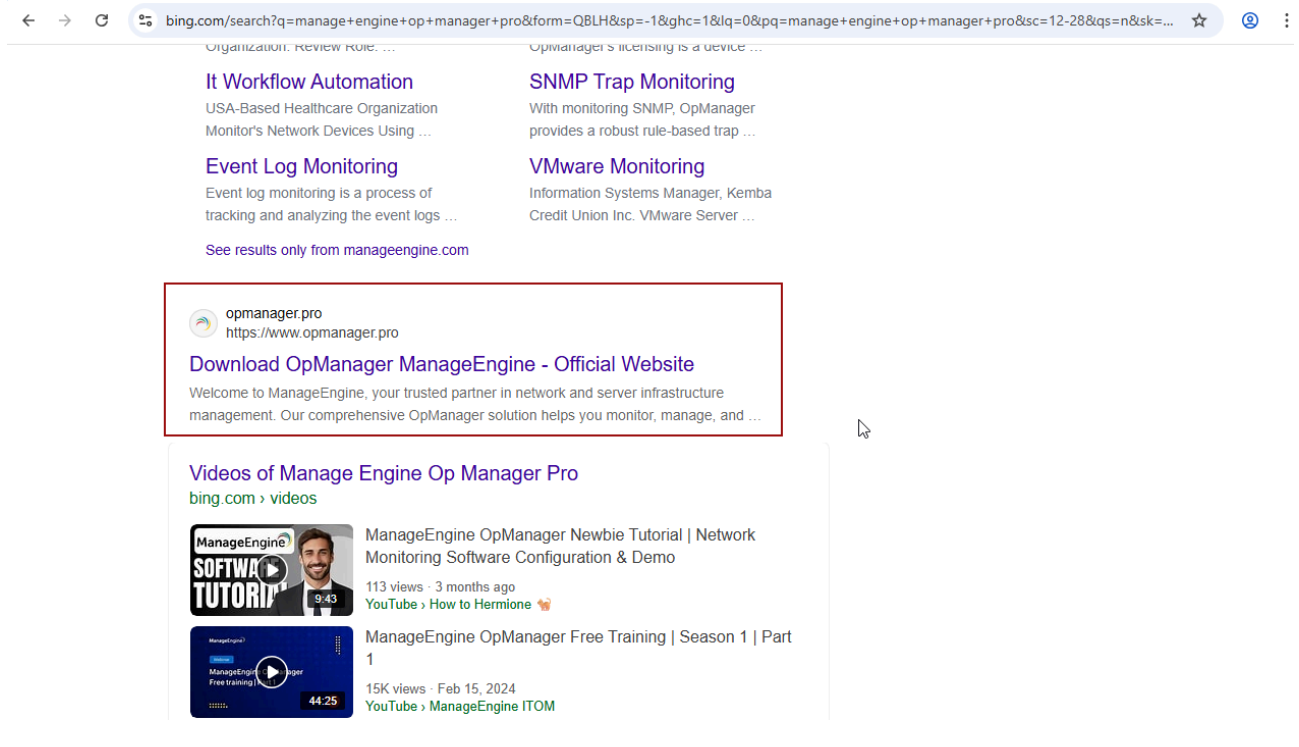 bing.com/search?q=manage+engine+op+manager+pro&form=QBLH&sp=-1&ghc=1&lq=0&pq=manage+engine+op+manager+pro&sc=12-28&qs=n&sk=...
Organization. Review Role. ...
OpManager's licensing is a device ...
It Workflow Automation
USA-Based Healthcare Organization
Monitor's Network Devices Using ...
SNMP Trap Monitoring
With monitoring SNMP, OpManager
provides a robust rule-based trap ...
Event Log Monitoring
Event log monitoring is a process of
tracking and analyzing the event logs ...
VMware Monitoring
Information Systems Manager, Kemba
Credit Union Inc. VMware Server ...
See results only from manageengine.com
opmanager.pro
https://www.opmanager.pro
Download OpManager ManageEngine - Official Website
Welcome to ManageEngine, your trusted partner in network and server infrastructure
management. Our comprehensive OpManager solution helps you monitor, manage, and ...
Videos of Manage Engine Op Manager Pro
bing.com › videos
ManageEngine
SOFTWA
TUTORIA
9:43
ManageEngine OpManager Newbie Tutorial | Network
Monitoring Software Configuration & Demo
113 views · 3 months ago
YouTube › How to Hermione 🐒
ManageEngine
ManageEngine OpManager
Free training | Part 1
44:25
ManageEngine OpManager Free Training | Season 1 | Part
1
15K views · Feb 15, 2024
YouTube › ManageEngine ITOM